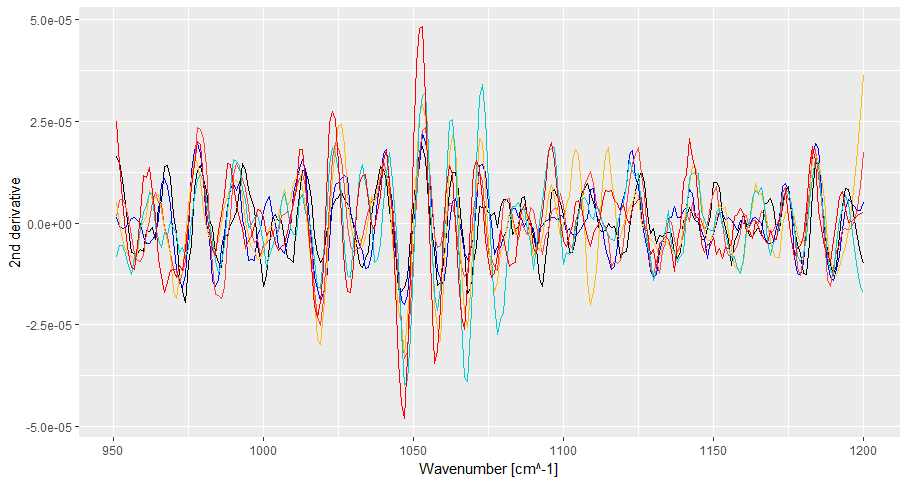 5.0e-05
2.5e-05
0.0e+00
-2.5e-05
-5.0e-05
2nd derivative
950 1000 1050 1100 1150 1200
Wavenumber [cm^-1]